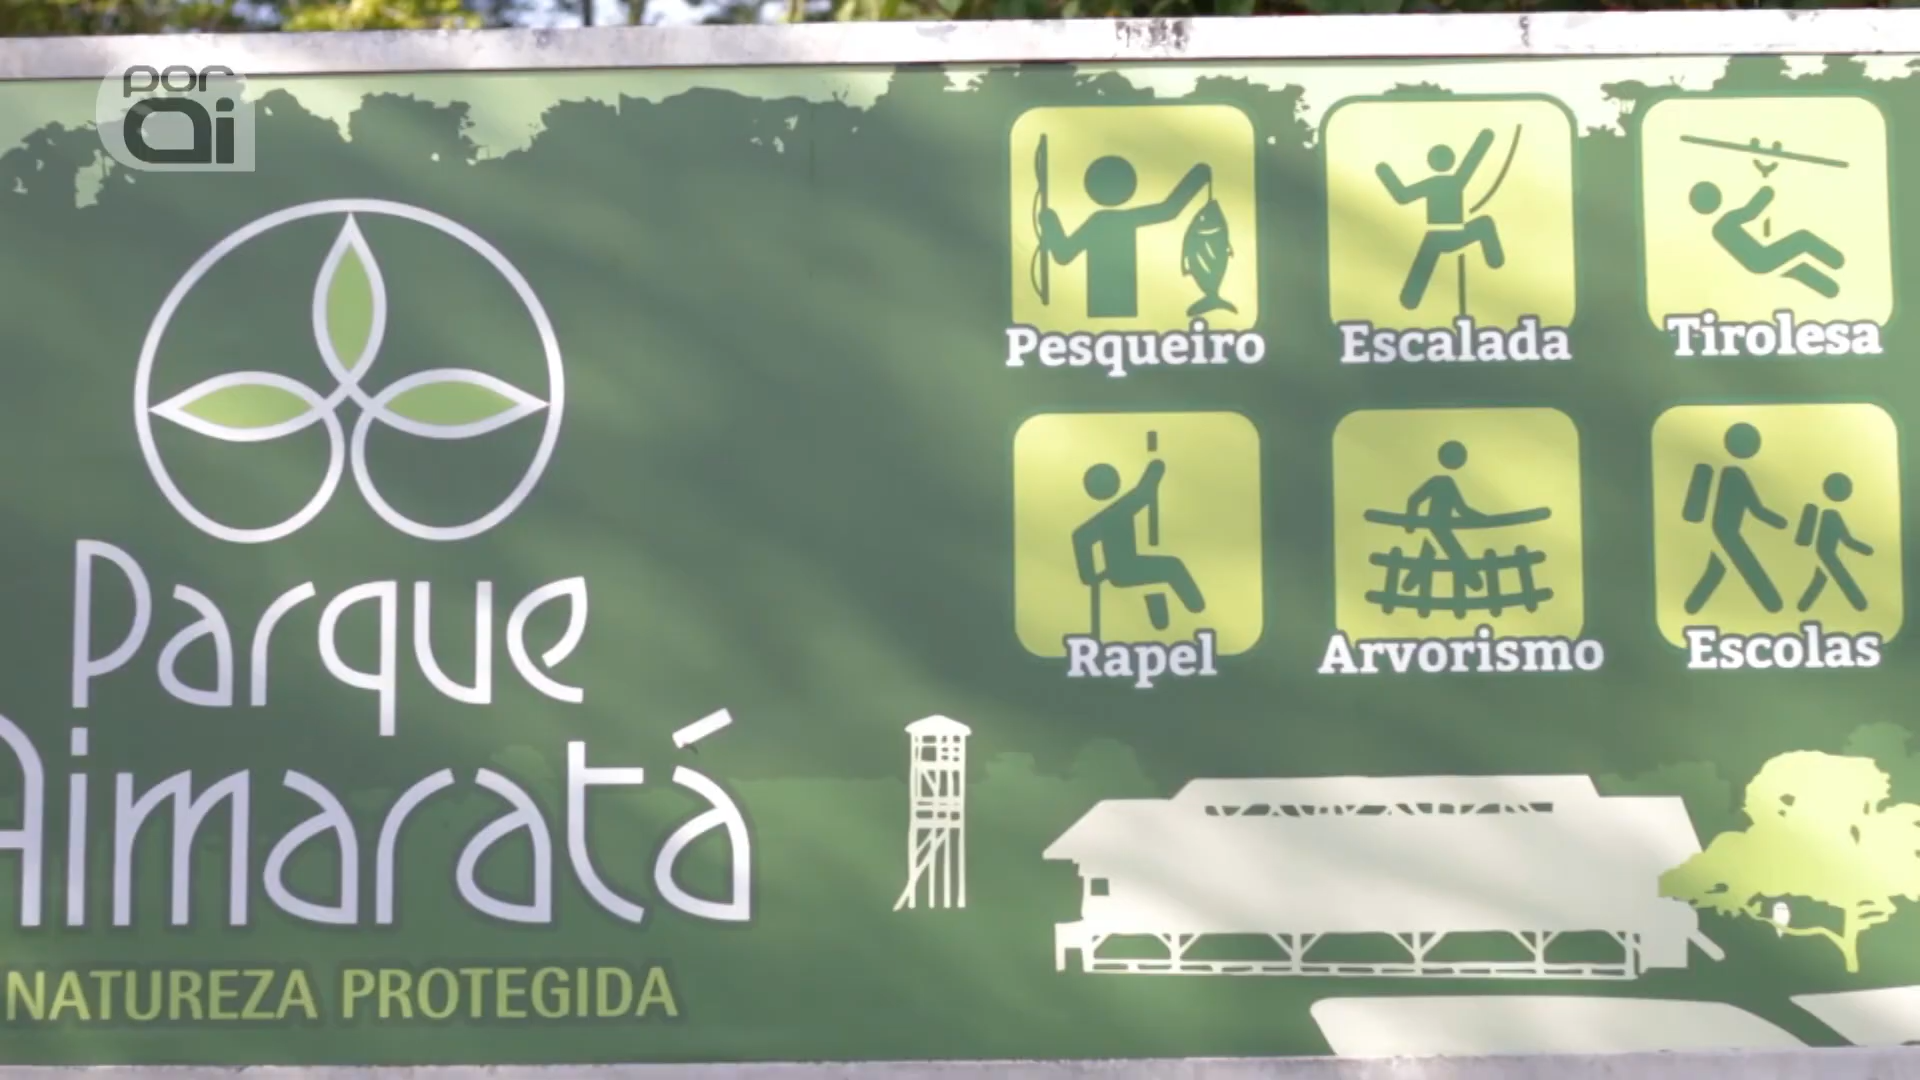 por
ai
Parque
Aimaratá
NATUREZA PROTEGIDA
Pesqueiro
Escalada
Tirolesa
Rapel
Arvorismo
Escolas